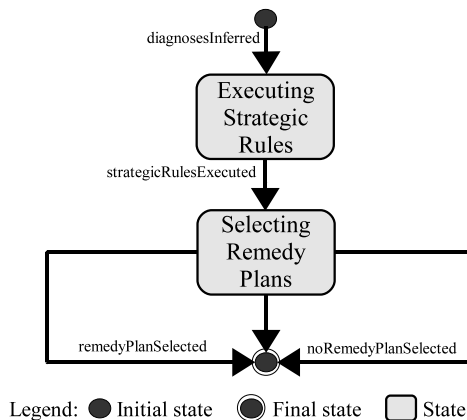 diagnosesInferred
Executing
Strategic
Rules
strategicRulesExecuted
Selecting
Remedy
Plans
remedyPlanSelected
noRemedyPlanSelected
Legend: Initial state Final state State